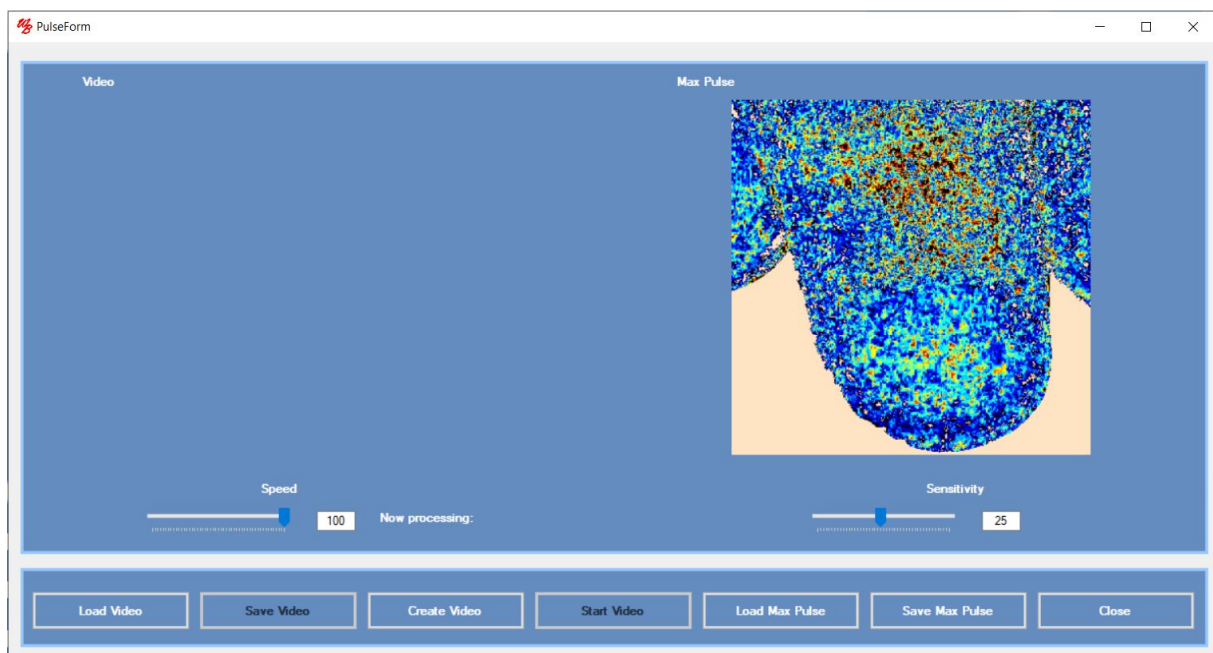 PulseForm
Video
Max Pulse
Speed
100
Now processing:
Sensitivity
25
Load Video
Save Video
Create Video
Start Video
Load Max Pulse
Save Max Pulse
Close